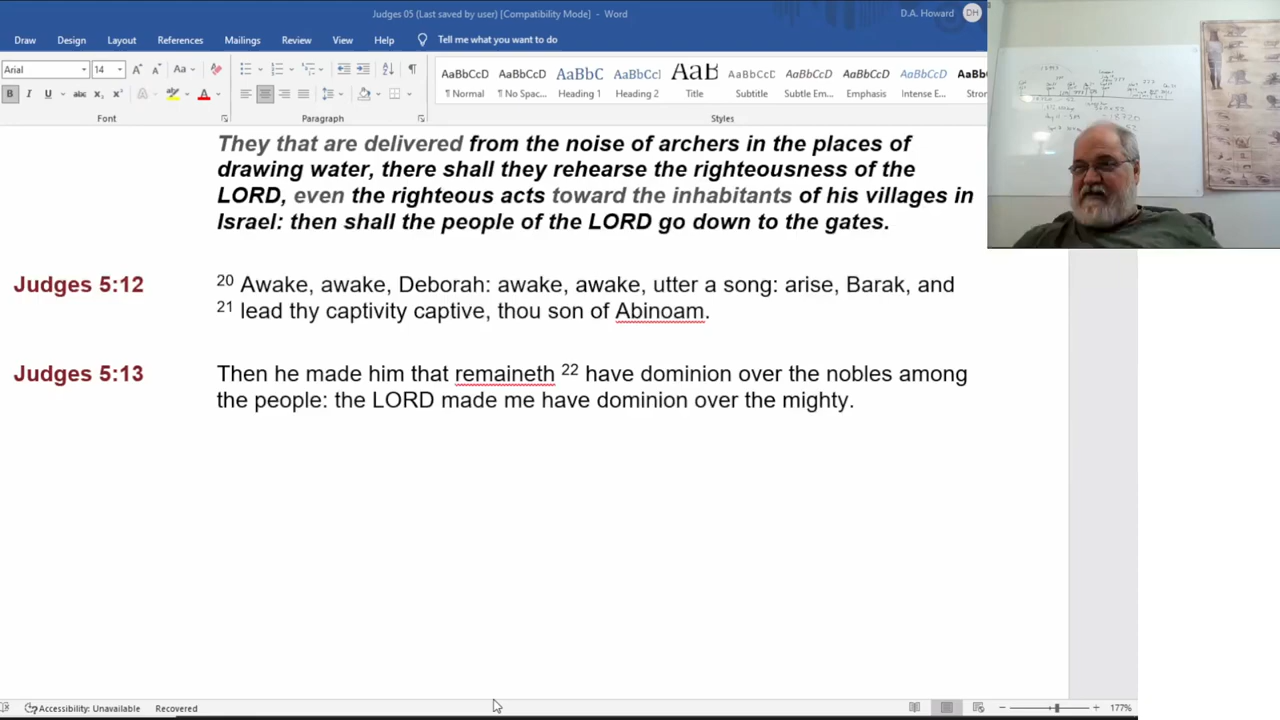 Judges 05 (Last saved by user) [Compatibility Mode] - Word
D.A. Howard DH
Draw Design Layout References Mailings Review View Help Tell me what you want to do
Arial 14 A A Aa
AaBbCcD AaBbCcD AaBbC AaBbCcI AaB AaBbCcD AaBbCcD AaBbCcD AaBbCcD AaBb
B I U abc x x A
¶ Normal ¶ No Spac... Heading 1 Heading 2 Title Subtitle Subtle Em... Emphasis Intense E... Stron
Font Paragraph Styles
They that are delivered from the noise of archers in the places of
drawing water, there shall they rehearse the righteousness of the
LORD, even the righteous acts toward the inhabitants of his villages in
Israel: then shall the people of the LORD go down to the gates.
Judges 5:12 20 Awake, awake, Deborah: awake, awake, utter a song: arise, Barak, and
21 lead thy captivity captive, thou son of Abinoam.
Judges 5:13 Then he made him that remaineth 22 have dominion over the nobles among
the people: the LORD made me have dominion over the mighty.
Accessibility: Unavailable Recovered 177%